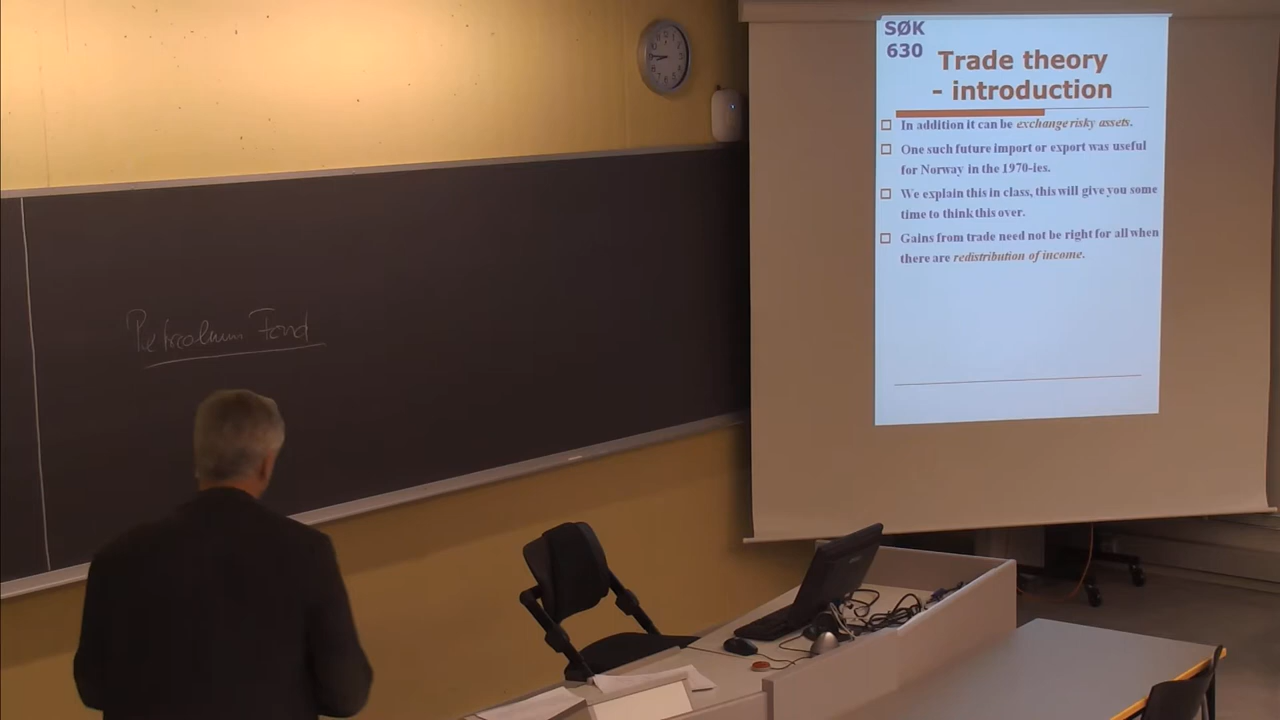 SØK
630
Trade theory
- introduction
In addition it can be exchange risky assets.
One such future import or export was useful
for Norway in the 1970-ies.
We explain this in class, this will give you some
time to think this over.
Gains from trade need not be right for all when
there are redistribution of income.
Petroleum Fond